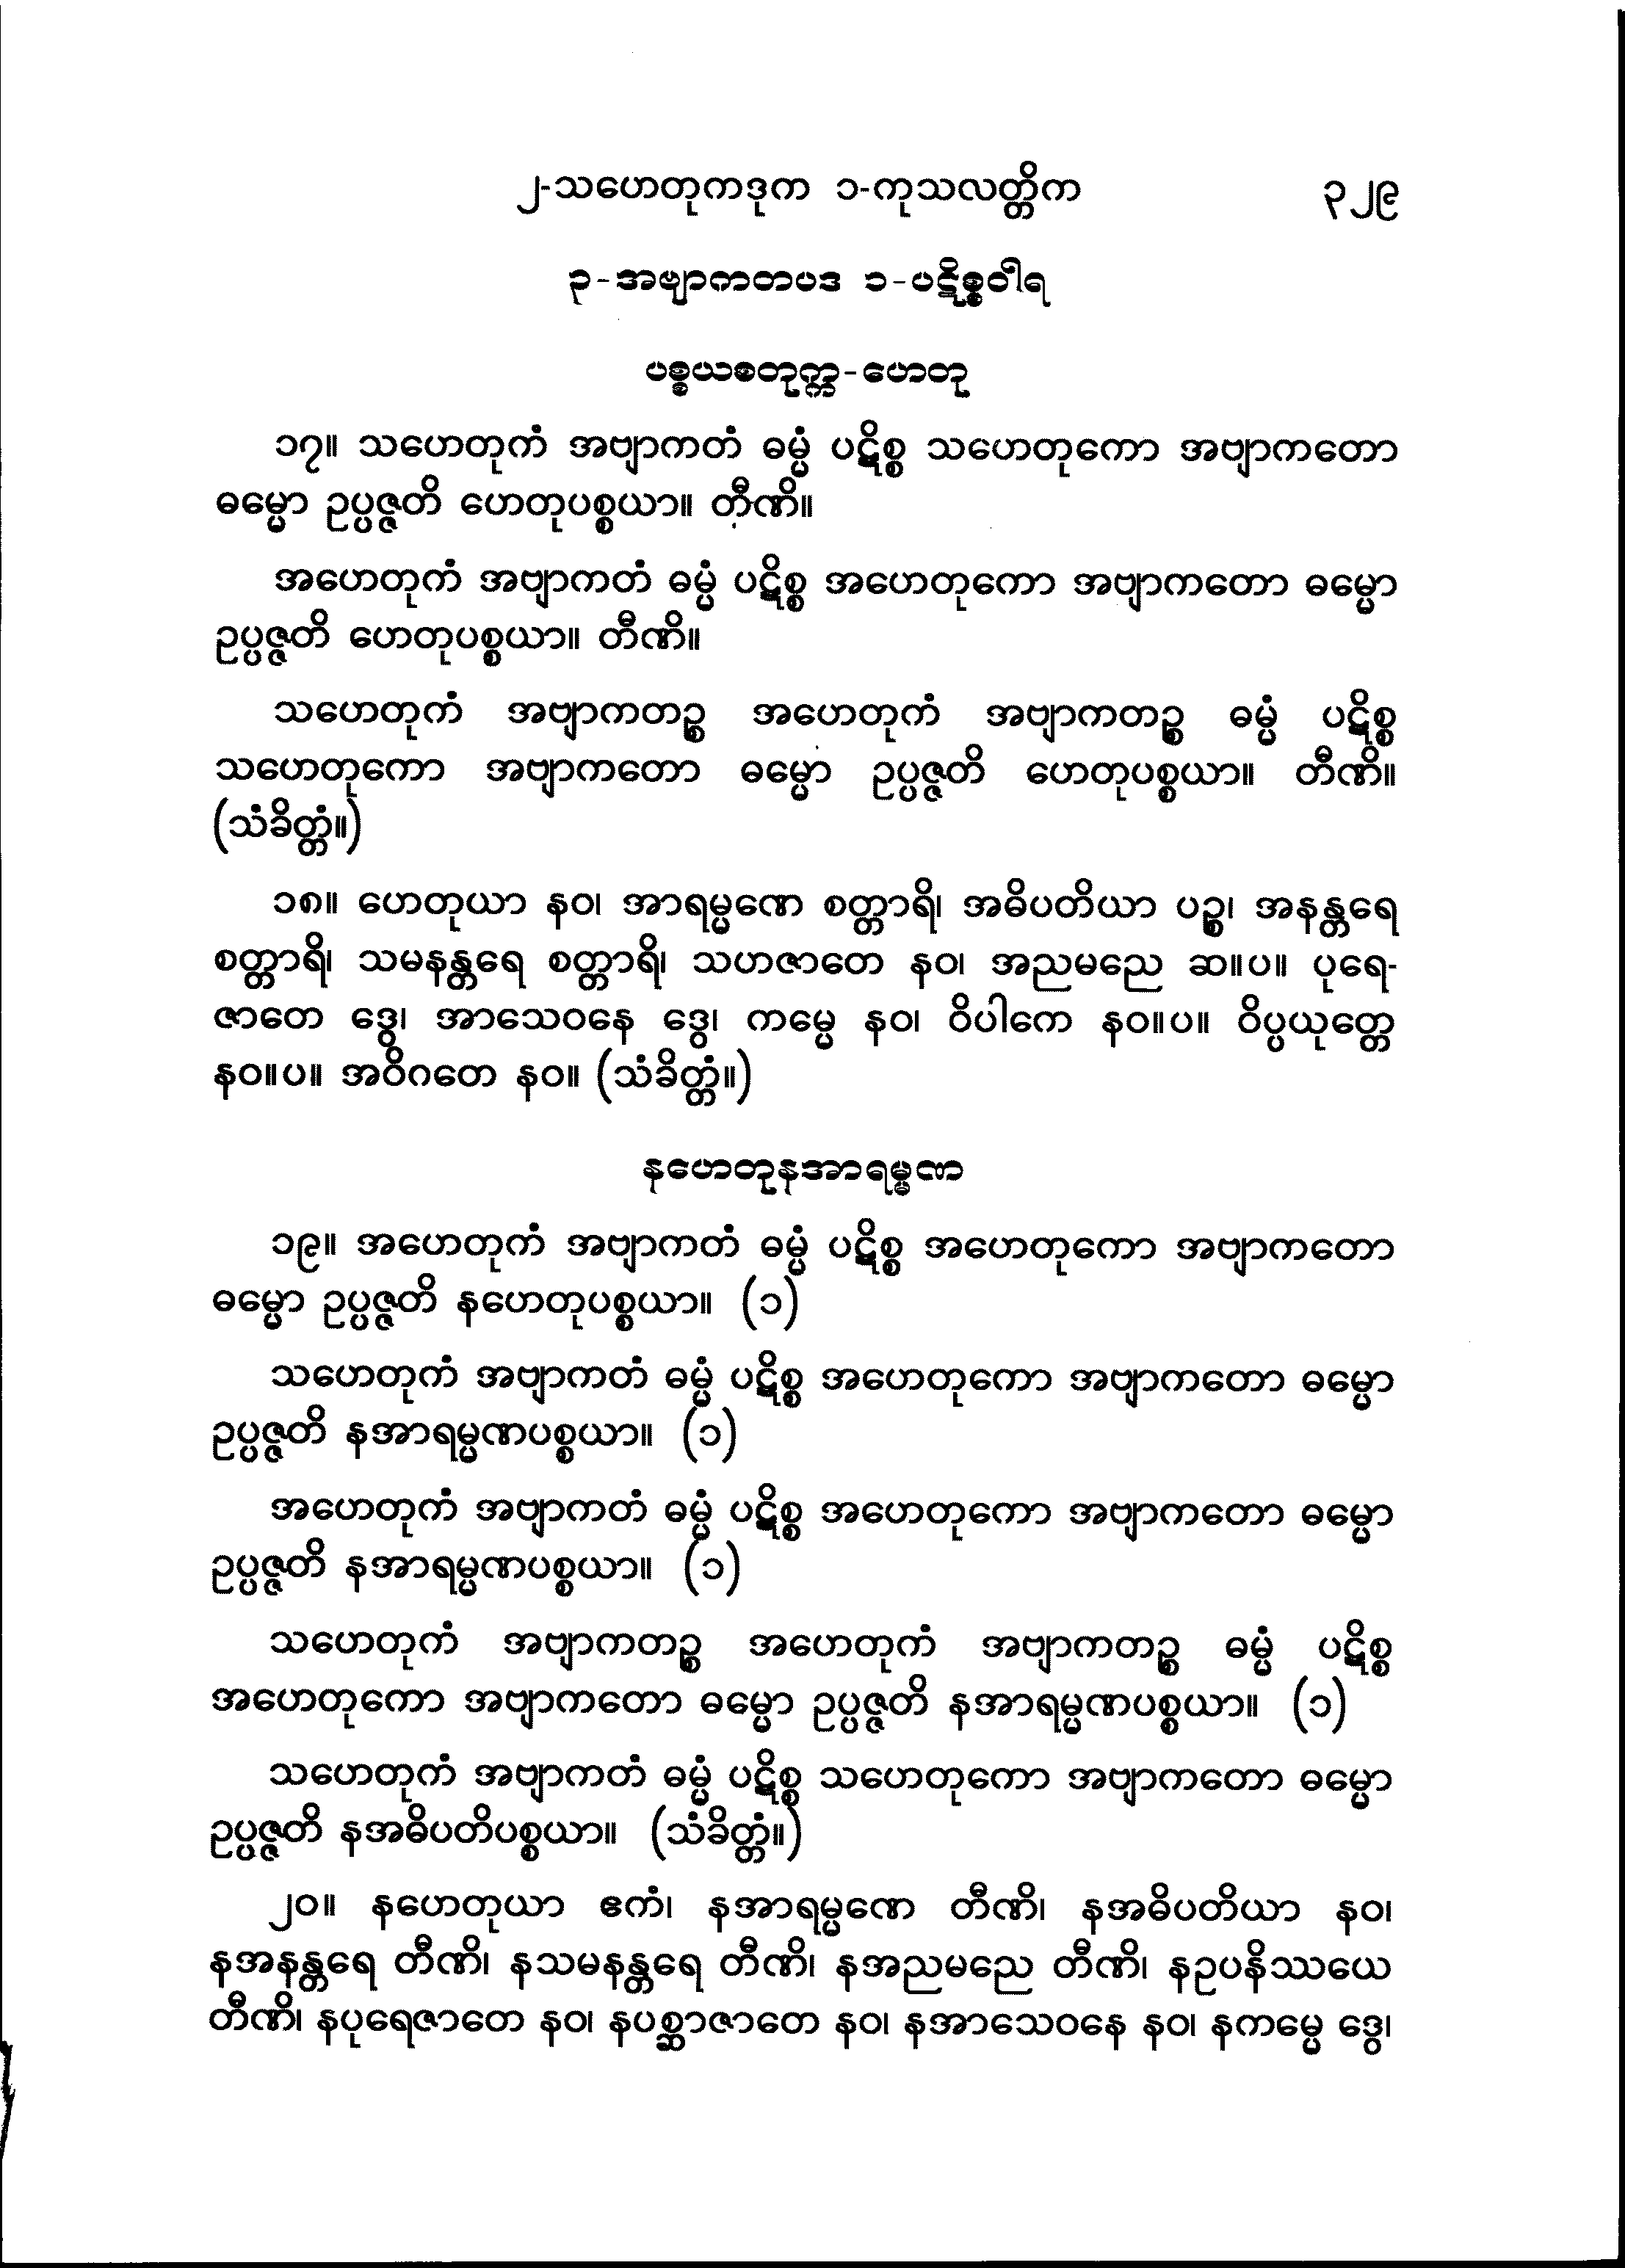 ၂-သဟေတုကဒုက ၁-ကုသလတ္တိက ၃၂၉
၃-အဗျာကတပဒ ၁-ပဋိစ္စဝါရ
ပစ္စယစတုက္က-ဟေတု
၁၇။ သဟေတုကံ အဗျာကတံ ဓမ္မံ ပဋိစ္စ သဟေတုကော အဗျာကတော
ဓမ္မော ဥပ္ပဇ္ဇတိ ဟေတုပစ္စယာ။ တီဏိ။
အဟေတုကံ အဗျာကတံ ဓမ္မံ ပဋိစ္စ အဟေတုကော အဗျာကတော ဓမ္မော
ဥပ္ပဇ္ဇတိ ဟေတုပစ္စယာ။ တီဏိ။
သဟေတုကံ အဗျာကတဉ္စ အဟေတုကံ အဗျာကတဉ္စ ဓမ္မံ ပဋိစ္စ
သဟေတုကော အဗျာကတော ဓမ္မော ဥပ္ပဇ္ဇတိ ဟေတုပစ္စယာ။ တီဏိ။
(သံခိတ္တံ။)
၁၈။ ဟေတုယာ နဝ၊ အာရမ္မဏေ စတ္တာရိ၊ အဓိပတိယာ ပဉ္စ၊ အနန္တရေ
စတ္တာရိ၊ သမနန္တရေ စတ္တာရိ၊ သဟဇာတေ နဝ၊ အညမညေ ဆ။ပ။ ပုရေ-
ဇာတေ ဒွေ၊ အာသေဝနေ ဒွေ၊ ကမ္မေ နဝ၊ ဝိပါကေ နဝ။ပ။ ဝိပ္ပယုတ္တေ
နဝ။ပ။ အဝိဂတေ နဝ။ (သံခိတ္တံ။)
နဟေတုနအာရမ္မဏ
၁၉။ အဟေတုကံ အဗျာကတံ ဓမ္မံ ပဋိစ္စ အဟေတုကော အဗျာကတော
ဓမ္မော ဥပ္ပဇ္ဇတိ နဟေတုပစ္စယာ။ (၁)
သဟေတုကံ အဗျာကတံ ဓမ္မံ ပဋိစ္စ အဟေတုကော အဗျာကတော ဓမ္မော
ဥပ္ပဇ္ဇတိ နအာရမ္မဏပစ္စယာ။ (၁)
အဟေတုကံ အဗျာကတံ ဓမ္မံ ပဋိစ္စ အဟေတုကော အဗျာကတော ဓမ္မော
ဥပ္ပဇ္ဇတိ နအာရမ္မဏပစ္စယာ။ (၁)
သဟေတုကံ အဗျာကတဉ္စ အဟေတုကံ အဗျာကတဉ္စ ဓမ္မံ ပဋိစ္စ
အဟေတုကော အဗျာကတော ဓမ္မော ဥပ္ပဇ္ဇတိ နအာရမ္မဏပစ္စယာ။ (၁)
သဟေတုကံ အဗျာကတံ ဓမ္မံ ပဋိစ္စ သဟေတုကော အဗျာကတော ဓမ္မော
ဥပ္ပဇ္ဇတိ နအဓိပတိပစ္စယာ။ (သံခိတ္တံ။)
၂၀။ နဟေတုယာ ဧကံ၊ နအာရမ္မဏေ တီဏိ၊ နအဓိပတိယာ နဝ၊
နအနန္တရေ တီဏိ၊ နသမနန္တရေ တီဏိ၊ နအညမညေ တီဏိ၊ နဥပနိဿယေ
တီဏိ၊ နပုရေဇာတေ နဝ၊ နပစ္ဆာဇာတေ နဝ၊ နအာသေဝနေ နဝ၊ နကမ္မေ ဒွေ၊